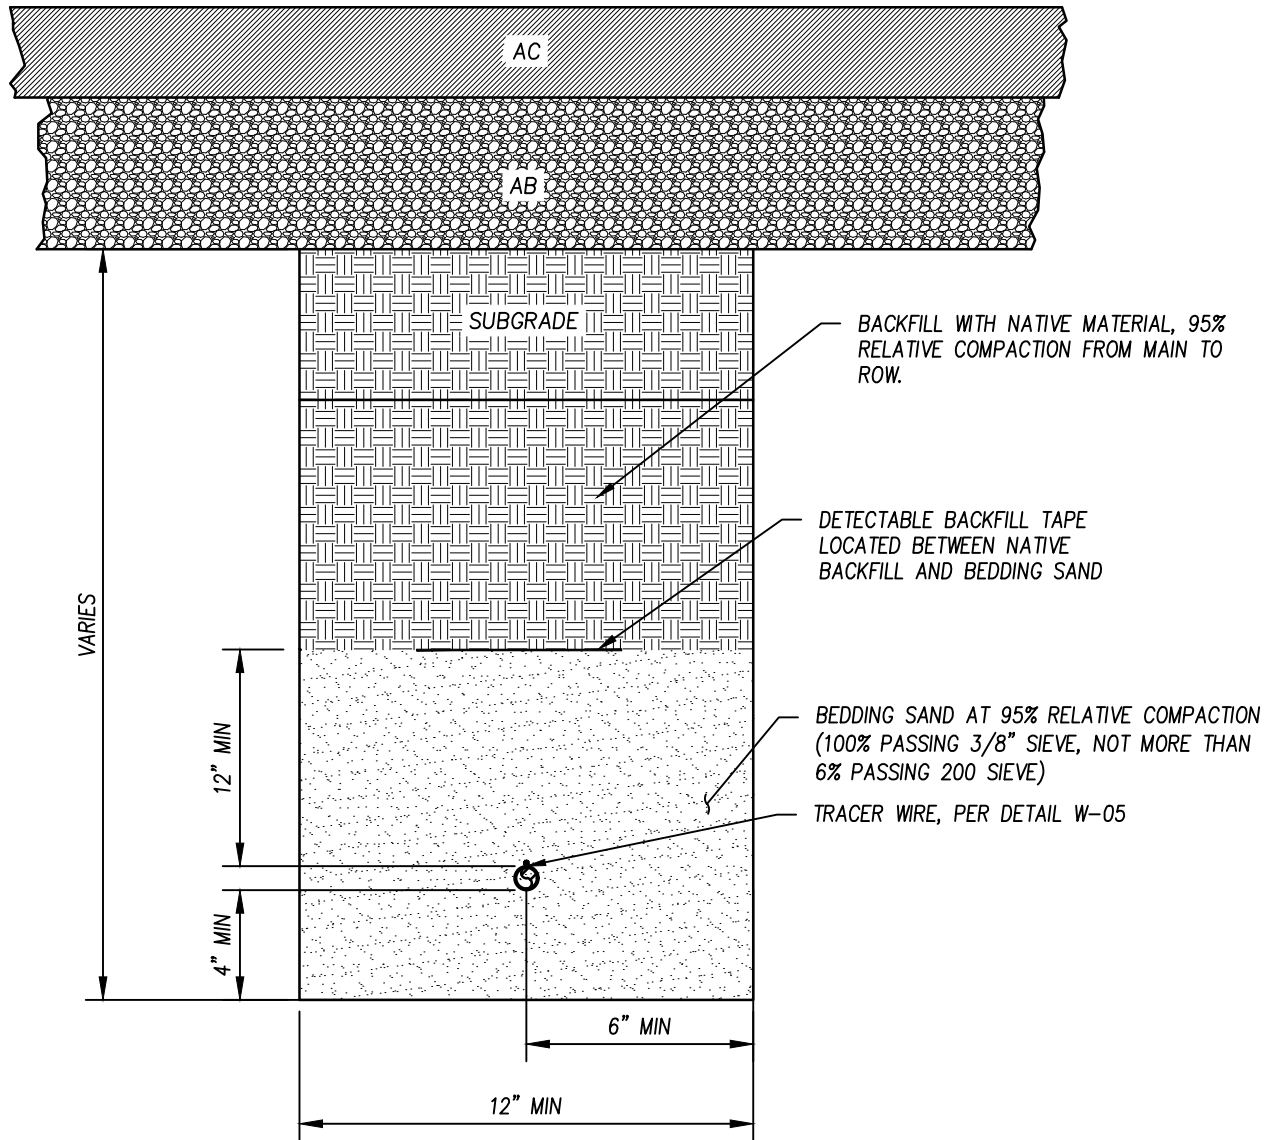 AC
AB
SUBGRADE
BACKFILL WITH NATIVE MATERIAL, 95%
RELATIVE COMPACTION FROM MAIN TO
ROW.
DETECTABLE BACKFILL TAPE
LOCATED BETWEEN NATIVE
BACKFILL AND BEDDING SAND
VARIES
12" MIN
BEDDING SAND AT 95% RELATIVE COMPACTION
(100% PASSING 3/8" SIEVE, NOT MORE THAN
6% PASSING 200 SIEVE)
TRACER WIRE, PER DETAIL W-05
4" MIN
6" MIN
12" MIN